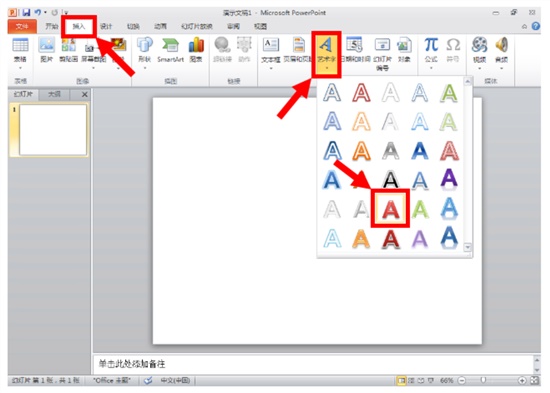 演示文稿1 - Microsoft PowerPoint
文件 开始 插入 设计 切换 动画 幻灯片放映 审阅 视图
表格 图片 剪贴画 屏幕截图 形状 SmartArt 图表 超链接 动作 文本框 页眉和页脚 艺术字 日期和时间 幻灯片编号 对象 公式 符号 视频 音频
表格 图像 插图 链接 媒体
幻灯片 大纲
1
单击此处添加备注
幻灯片 第 1 张，共 1 张 "Office 主题" 中文(中国) 66%